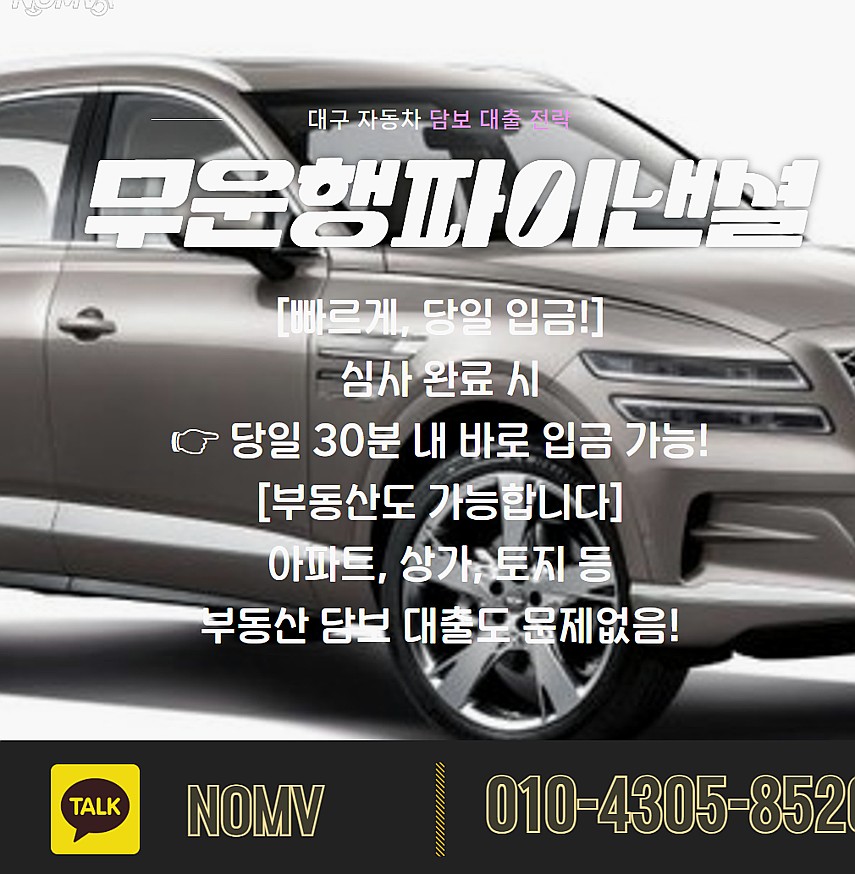 NOMV
대구 자동차 담보 대출 전략
무운행파이낸셜
[빠르게, 당일 입금!]
심사 완료 시
👉 당일 30분 내 바로 입금 가능!
[부동산도 가능합니다]
아파트, 상가, 토지 등
부동산 담보 대출도 문제없음!
TALK
NOMV
010-4305-8520